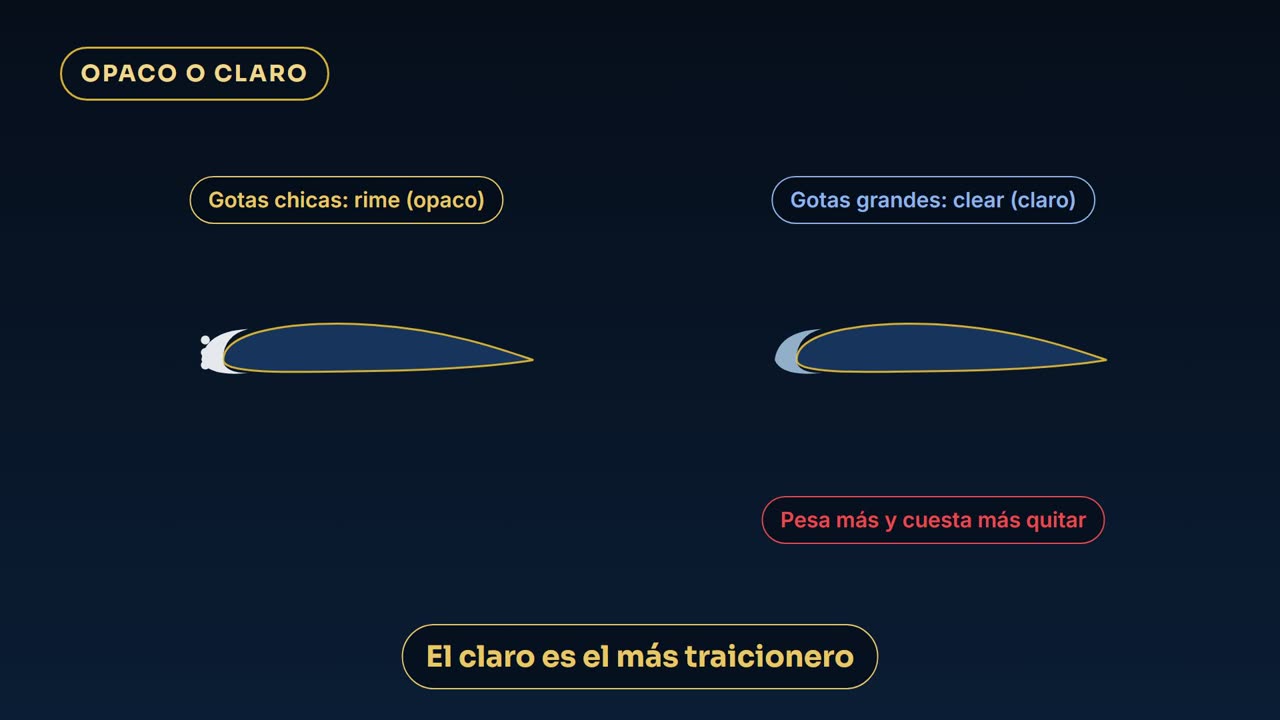 OPACO O CLARO
Gotas chicas: rime (opaco)
Gotas grandes: clear (claro)
Pesa más y cuesta más quitar
El claro es el más traicionero